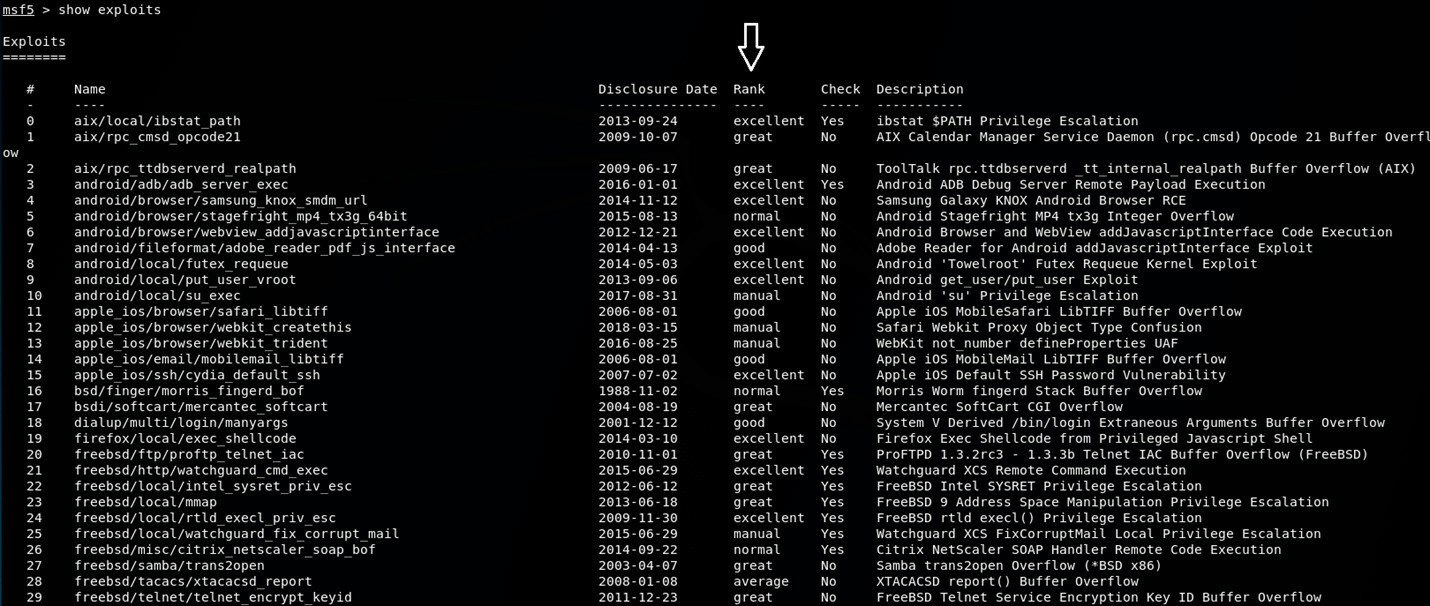 msf5 > show exploits
Exploits
========
# Name Disclosure Date Rank Check Description
- ---- --------------- ---- ----- -----------
0 aix/local/ibstat_path 2013-09-24 excellent Yes ibstat $PATH Privilege Escalation
1 aix/rpc_cmsd_opcode21 2009-10-07 great No AIX Calendar Manager Service Daemon (rpc.cmsd) Opcode 21 Buffer Overfl
ow
2 aix/rpc_ttdbserverd_realpath 2009-06-17 great No ToolTalk rpc.ttdbserverd _tt_internal_realpath Buffer Overflow (AIX)
3 android/adb/adb_server_exec 2016-01-01 excellent Yes Android ADB Debug Server Remote Payload Execution
4 android/browser/samsung_knox_smdm_url 2014-11-12 excellent No Samsung Galaxy KNOX Android Browser RCE
5 android/browser/stagefright_mp4_tx3g_64bit 2015-08-13 normal No Android Stagefright MP4 tx3g Integer Overflow
6 android/browser/webview_addjavascriptinterface 2012-12-21 excellent No Android Browser and WebView addJavascriptInterface Code Execution
7 android/fileformat/adobe_reader_pdf_js_interface 2014-04-13 good No Adobe Reader for Android addJavascriptInterface Exploit
8 android/local/futex_requeue 2014-05-03 excellent No Android 'Towelroot' Futex Requeue Kernel Exploit
9 android/local/put_user_vroot 2013-09-06 excellent No Android get_user/put_user Exploit
10 android/local/su_exec 2017-08-31 manual No Android 'su' Privilege Escalation
11 apple_ios/browser/safari_libtiff 2006-08-01 good No Apple iOS MobileSafari LibTIFF Buffer Overflow
12 apple_ios/browser/webkit_createthis 2018-03-15 manual No Safari Webkit Proxy Object Type Confusion
13 apple_ios/browser/webkit_trident 2016-08-25 manual No WebKit not_number defineProperties UAF
14 apple_ios/email/mobilemail_libtiff 2006-08-01 good No Apple iOS MobileMail LibTIFF Buffer Overflow
15 apple_ios/ssh/cydia_default_ssh 2007-07-02 excellent No Apple iOS Default SSH Password Vulnerability
16 bsd/finger/morris_fingerd_bof 1988-11-02 normal Yes Morris Worm fingerd Stack Buffer Overflow
17 bsdi/softcart/mercantec_softcart 2004-08-19 great No Mercantec SoftCart CGI Overflow
18 dialup/multi/login/manyargs 2001-12-12 good No System V Derived /bin/login Extraneous Arguments Buffer Overflow
19 firefox/local/exec_shellcode 2014-03-10 excellent No Firefox Exec Shellcode from Privileged Javascript Shell
20 freebsd/ftp/proftp_telnet_iac 2010-11-01 great Yes ProFTPD 1.3.2rc3 - 1.3.3b Telnet IAC Buffer Overflow (FreeBSD)
21 freebsd/http/watchguard_cmd_exec 2015-06-29 excellent Yes Watchguard XCS Remote Command Execution
22 freebsd/local/intel_sysret_priv_esc 2012-06-12 great Yes FreeBSD Intel SYSRET Privilege Escalation
23 freebsd/local/mmap 2013-06-18 great Yes FreeBSD 9 Address Space Manipulation Privilege Escalation
24 freebsd/local/rtld_execl_priv_esc 2009-11-30 excellent Yes FreeBSD rtld execl() Privilege Escalation
25 freebsd/local/watchguard_fix_corrupt_mail 2015-06-29 manual Yes Watchguard XCS FixCorruptMail Local Privilege Escalation
26 freebsd/misc/citrix_netscaler_soap_bof 2014-09-22 normal Yes Citrix NetScaler SOAP Handler Remote Code Execution
27 freebsd/samba/trans2open 2003-04-07 great No Samba trans2open Overflow (*BSD x86)
28 freebsd/tacacs/xtacacsd_report 2008-01-08 average No XTACACSD report() Buffer Overflow
29 freebsd/telnet/telnet_encrypt_keyid 2011-12-23 great No FreeBSD Telnet Service Encryption Key ID Buffer Overflow